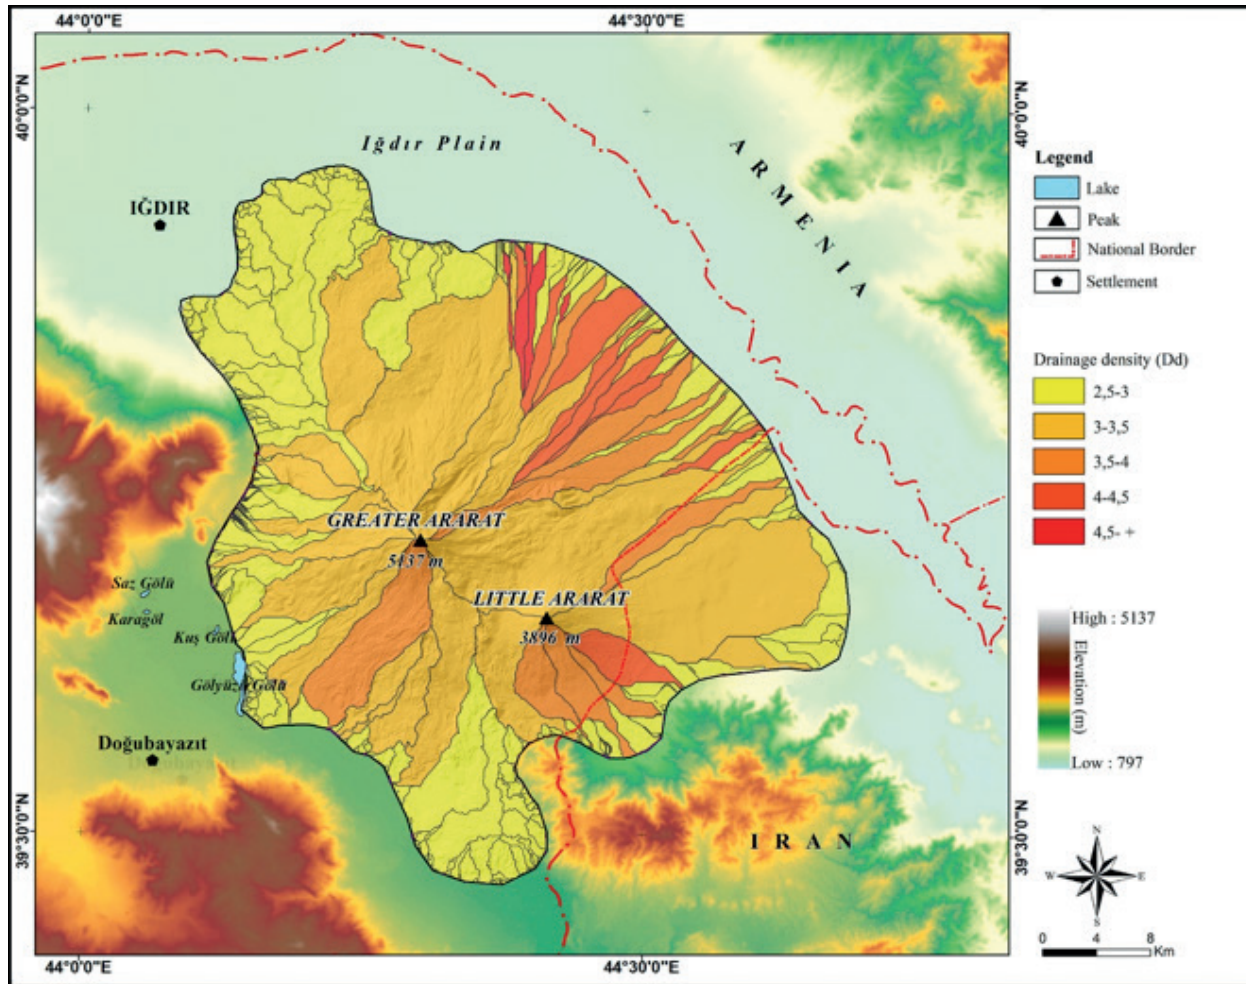 44°0'0"E
44°30'0"E
40°0'0"N
40°0'0"N
Iğdır Plain
ARMENIA
IĞDIR
Legend
Lake
Peak
National Border
Settlement
Drainage density (Dd)
2,5-3
3-3,5
3,5-4
4-4,5
4,5- +
GREATER ARARAT
5137 m
Saz Gölü
Karagöl
LITTLE ARARAT
3896 m
Kuş Gölü
Gölyüzü Gölü
High : 5137
Elevation (m)
Low : 797
Doğubayazıt
Doğubayazıt
IRAN
39°30'0"N
39°30'0"N
N
W
E
S
0
4
8
Km
44°0'0"E
44°30'0"E